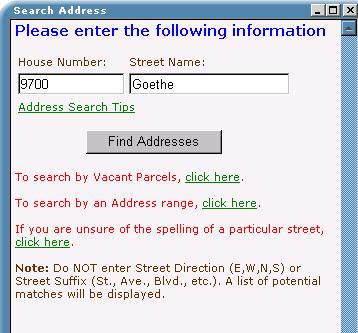 Search Address
Please enter the following information
House Number: Street Name:
9700 Goethe
Address Search Tips
Find Addresses
To search by Vacant Parcels, click here.
To search by an Address range, click here.
If you are unsure of the spelling of a particular street,
click here.
Note: Do NOT enter Street Direction (E,W,N,S) or
Street Suffix (St., Ave., Blvd., etc.). A list of potential
matches will be displayed.